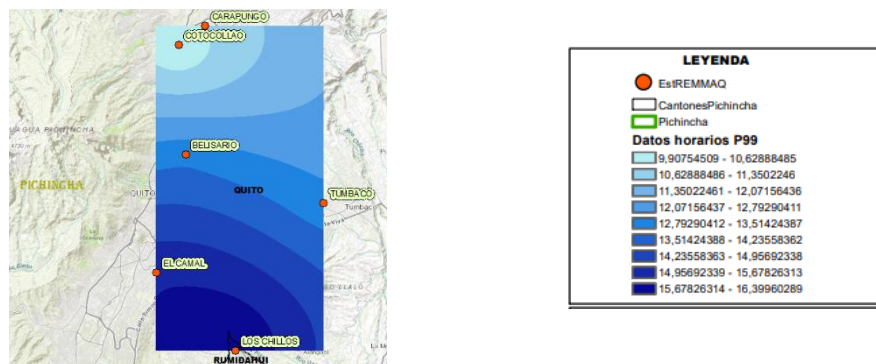 CARAPUNGO
COTOCOLLAO
BELISARIO
PICHINCHA
QUITO
QUITO
TUMBACO
Tumbaco
EL CAMAL
LOS CHILLOS
RUMIÑAHUI
LEYENDA
EstREMMAQ
CantonesPichincha
Pichincha
Datos horarios P99
9,90754509 - 10,62888485
10,62888486 - 11,3502246
11,35022461 - 12,07156436
12,07156437 - 12,79290411
12,79290412 - 13,51424387
13,51424388 - 14,23558362
14,23558363 - 14,95692338
14,95692339 - 15,67826313
15,67826314 - 16,39960289